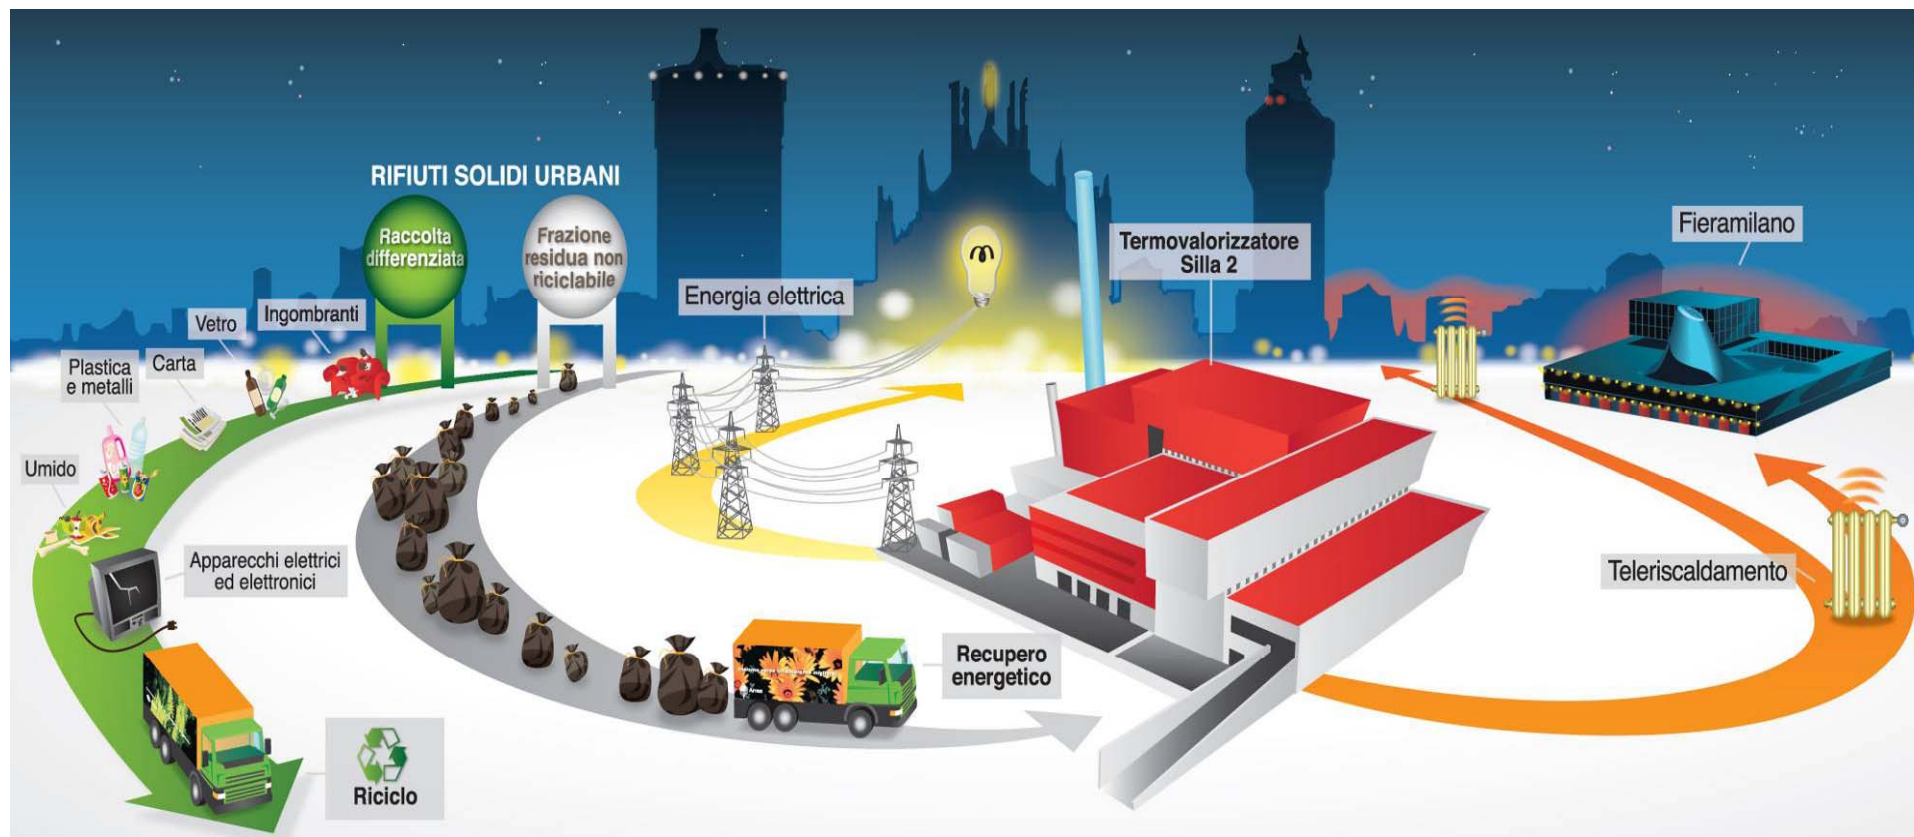 RIFIUTI SOLIDI URBANI
Raccolta
differenziata
Frazione
residua non
riciclabile
Termovalorizzatore
Silla 2
Fieramilano
Energia elettrica
Ingombranti
Vetro
Carta
Plastica
e metalli
Umido
Apparecchi elettrici
ed elettronici
Teleriscaldamento
Recupero
energetico
Riciclo